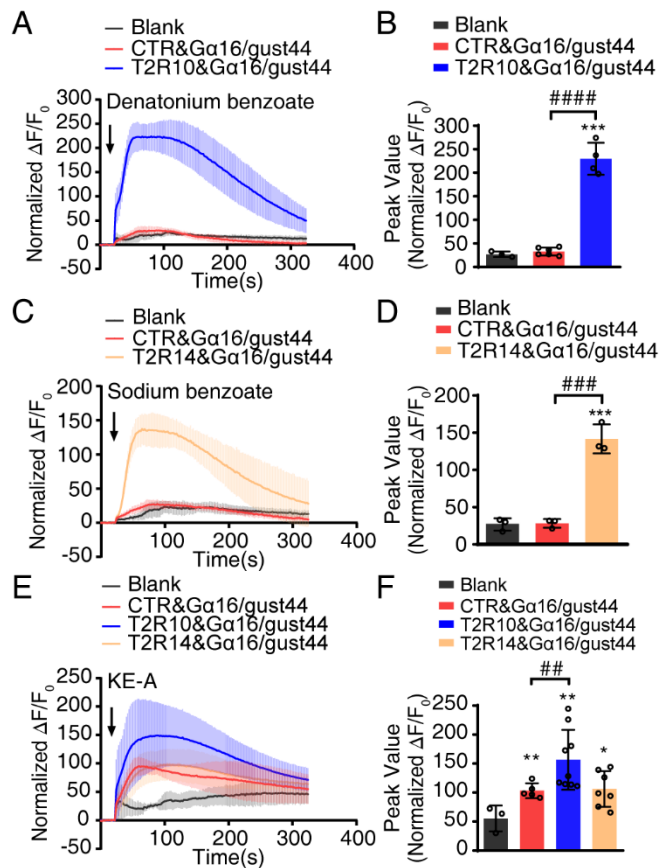 A
Blank
CTR&Gα16/gust44
T2R10&Gα16/gust44
Denatonium benzoate
Normalized ΔF/F₀
300
250
200
150
100
50
0
-50
100 200 300 400
Time(s)
B
Blank
CTR&Gα16/gust44
T2R10&Gα16/gust44
####
***
Peak Value
(Normalized ΔF/F₀)
300
250
200
150
100
50
0
C
Blank
CTR&Gα16/gust44
T2R14&Gα16/gust44
Sodium benzoate
Normalized ΔF/F₀
200
150
100
50
0
-50
100 200 300 400
Time(s)
D
Blank
CTR&Gα16/gust44
T2R14&Gα16/gust44
###
***
Peak Value
(Normalized ΔF/F₀)
200
150
100
50
0
E
Blank
CTR&Gα16/gust44
T2R10&Gα16/gust44
T2R14&Gα16/gust44
KE-A
Normalized ΔF/F₀
250
200
150
100
50
0
-50
100 200 300 400
Time(s)
F
Blank
CTR&Gα16/gust44
T2R10&Gα16/gust44
T2R14&Gα16/gust44
##
** ** *
Peak Value
(Normalized ΔF/F₀)
250
200
150
100
50
0